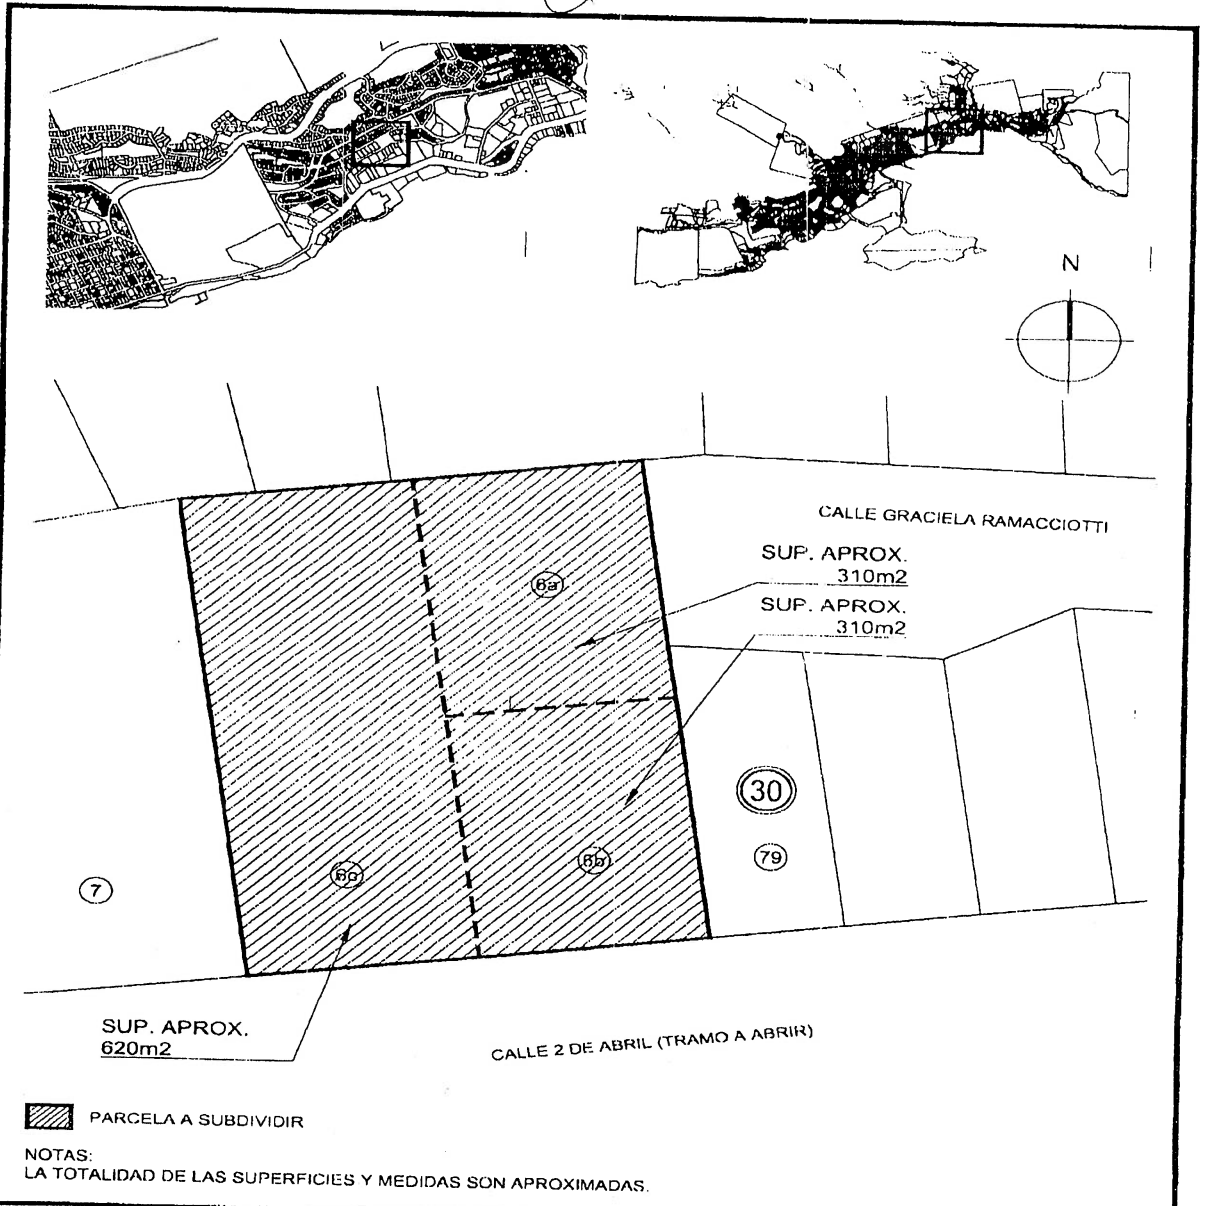 N
CALLE GRACIELA RAMACCIOTTI
SUP. APROX.
310m2
SUP. APROX.
310m2
6a
30
79
6b
6c
7
SUP. APROX.
620m2
CALLE 2 DE ABRIL (TRAMO A ABRIR)
PARCELA A SUBDIVIDIR
NOTAS:
LA TOTALIDAD DE LAS SUPERFICIES Y MEDIDAS SON APROXIMADAS.